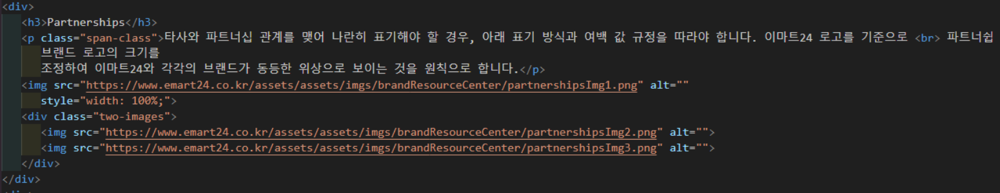 <div>
<h3>Partnerships</h3>
<p class="span-class">타사와 파트너십 관계를 맺어 나란히 표기해야 할 경우, 아래 표기 방식과 여백 값 규정을 따라야 합니다. 이마트24 로고를 기준으로 <br> 파트너쉽
브랜드 로고의 크기를
조정하여 이마트24와 각각의 브랜드가 동등한 위상으로 보이는 것을 원칙으로 합니다.</p>
<img src="https://www.emart24.co.kr/assets/assets/imgs/brandResourceCenter/partnershipsImg1.png" alt=""
style="width: 100%;">
<div class="two-images">
<img src="https://www.emart24.co.kr/assets/assets/imgs/brandResourceCenter/partnershipsImg2.png" alt="">
<img src="https://www.emart24.co.kr/assets/assets/imgs/brandResourceCenter/partnershipsImg3.png" alt="">
</div>
</div>